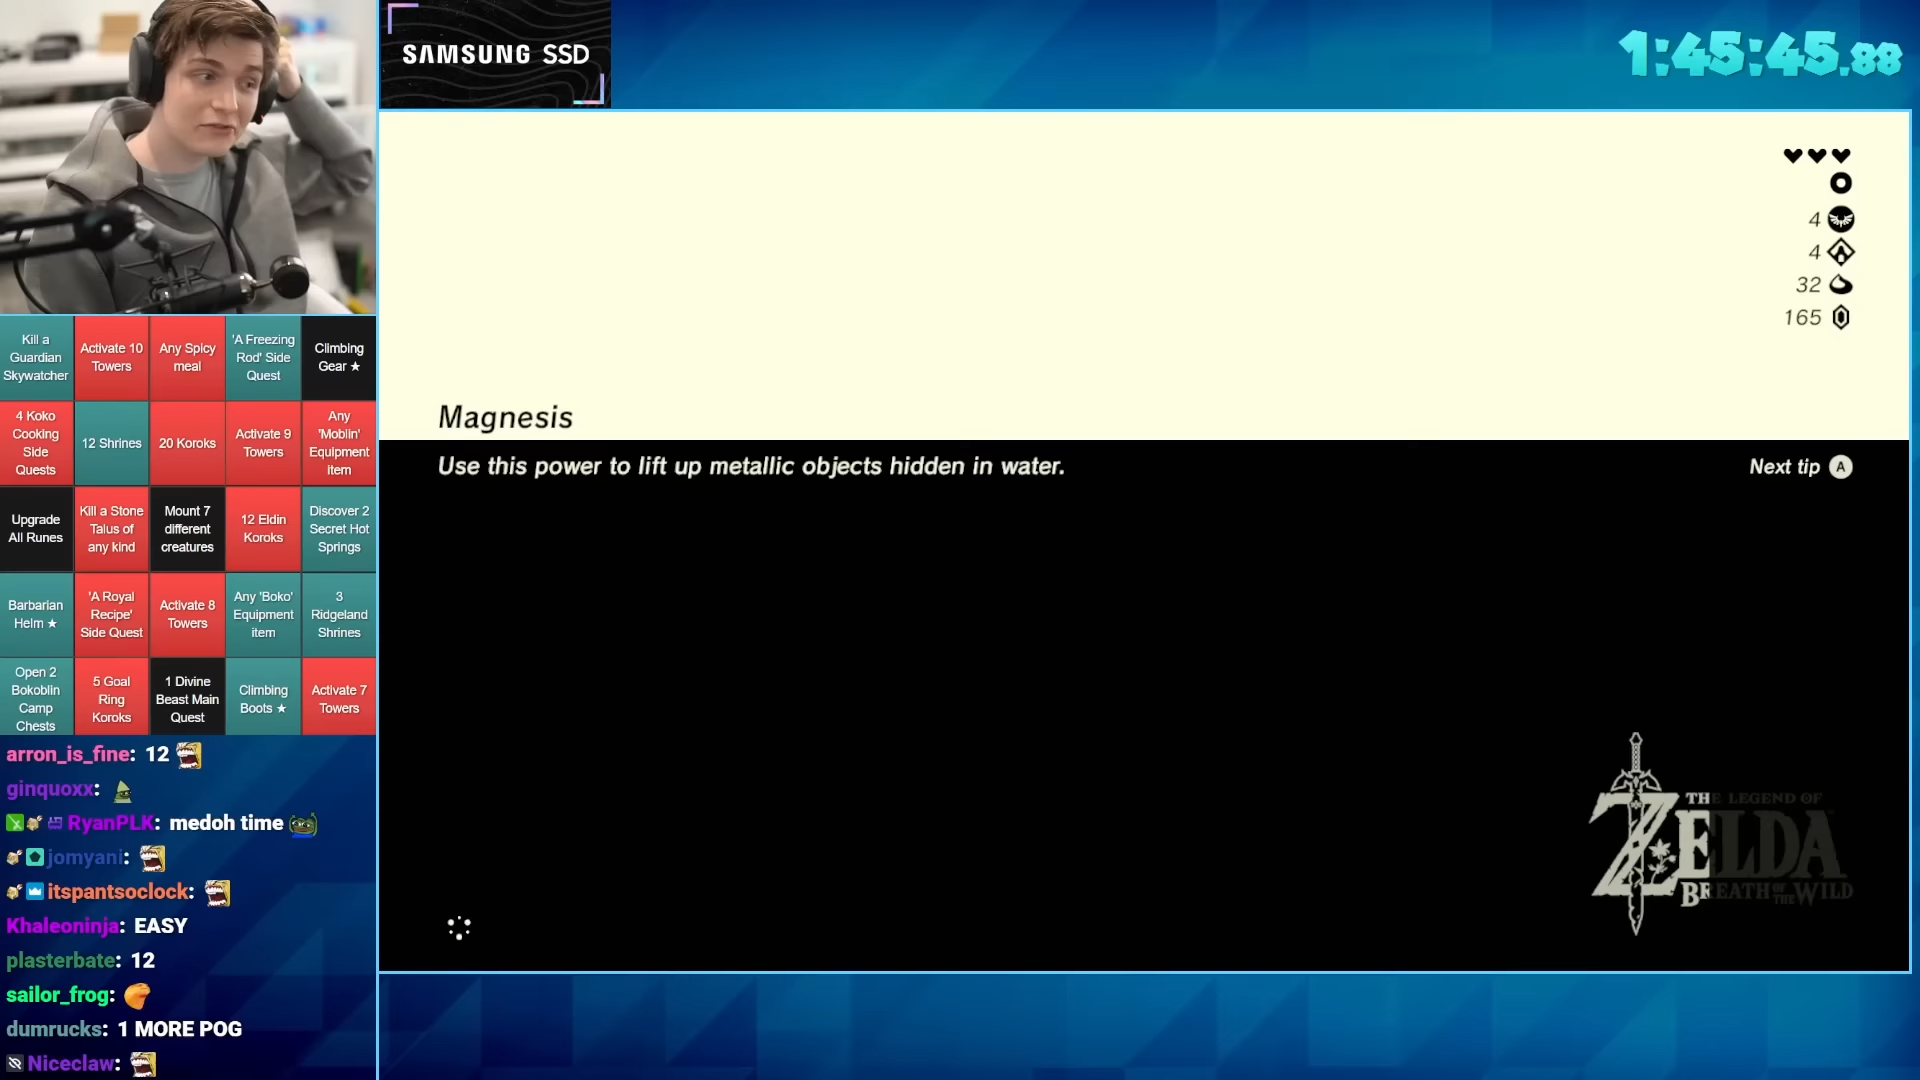 SAMSUNG SSD
1:45:45.88
4
4
32
165
Magnesis
Use this power to lift up metallic objects hidden in water.
Next tip A
THE LEGEND OF
ZELDA
BREATH OF THE WILD
Kill a
Guardian
Skywatcher
Activate 10
Towers
Any Spicy
meal
'A Freezing
Rod' Side
Quest
Climbing
Gear ★
4 Koko
Cooking
Side
Quests
12 Shrines
20 Koroks
Activate 9
Towers
Any
'Moblin'
Equipment
item
Upgrade
All Runes
Kill a Stone
Talus of
any kind
Mount 7
different
creatures
12 Eldin
Koroks
Discover 2
Secret Hot
Springs
Barbarian
Helm ★
'A Royal
Recipe'
Side Quest
Activate 8
Towers
Any 'Boko'
Equipment
item
3
Ridgeland
Shrines
Open 2
Bokoblin
Camp
Chests
5 Goal
Ring
Koroks
1 Divine
Beast Main
Quest
Climbing
Boots ★
Activate 7
Towers
arron_is_fine: 12
ginquoxx:
RyanPLK: medoh time
jomyani:
itspantsoclock:
Khaleoninja: EASY
plasterbate: 12
sailor_frog:
dumrucks: 1 MORE POG
Niceclaw: